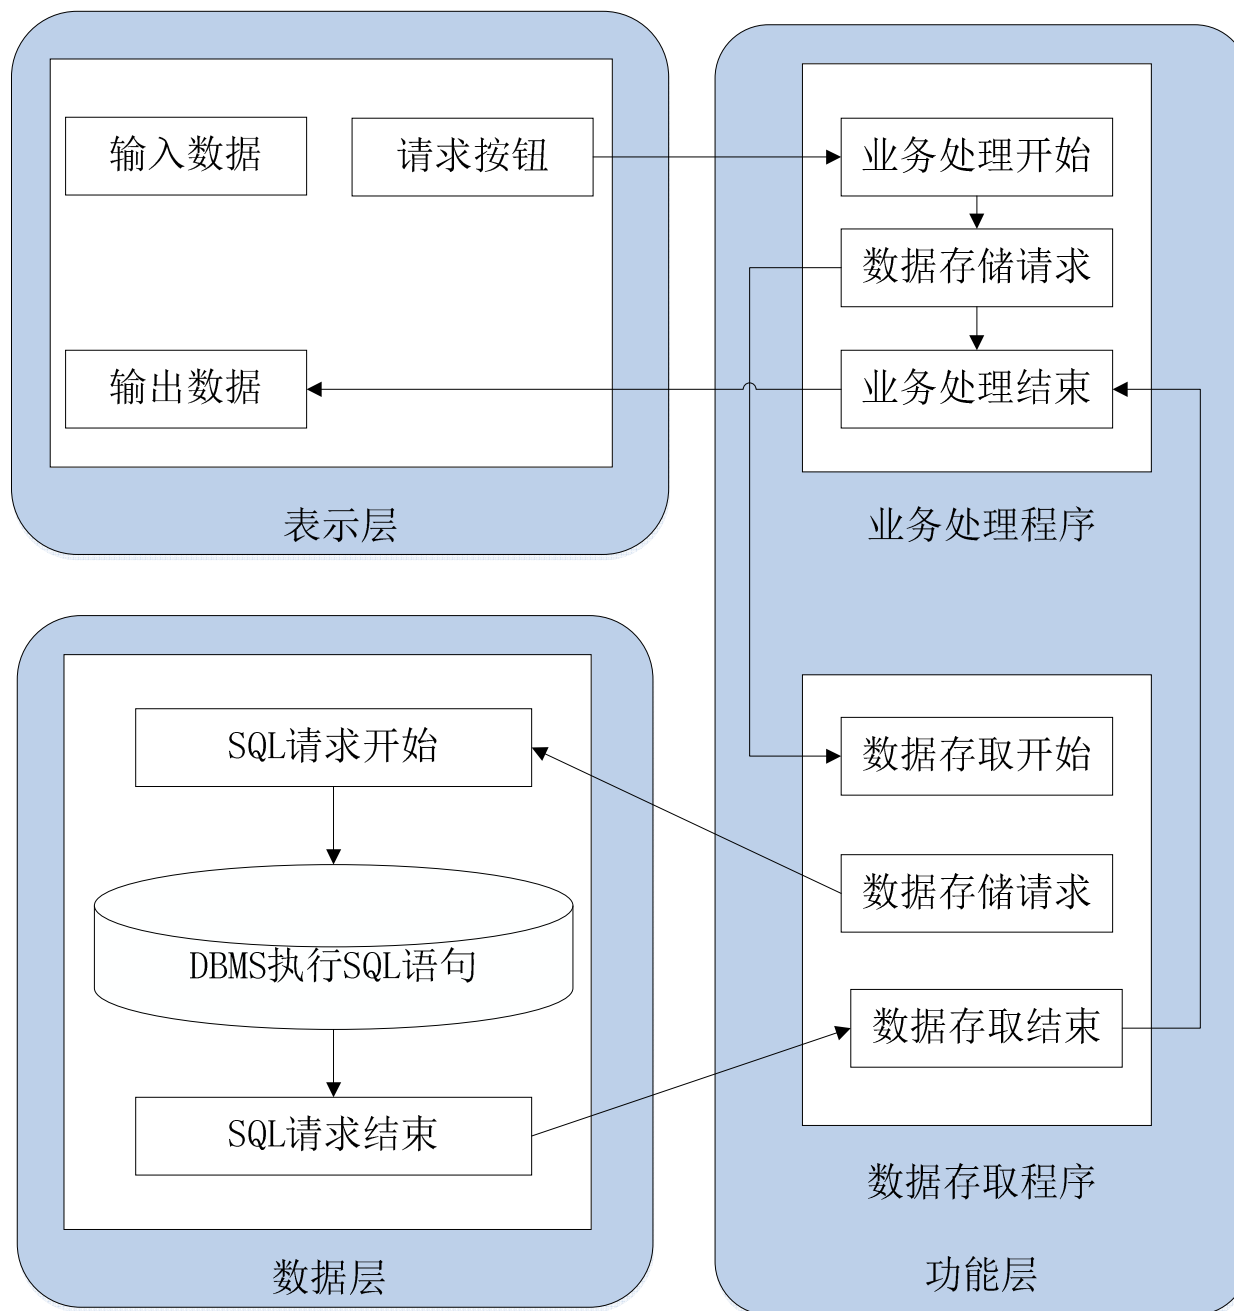 输入数据
请求按钮
输出数据
表示层
业务处理开始
数据存储请求
业务处理结束
业务处理程序
SQL请求开始
DBMS执行SQL语句
SQL请求结束
数据层
数据存取开始
数据存储请求
数据存取结束
数据存取程序
功能层